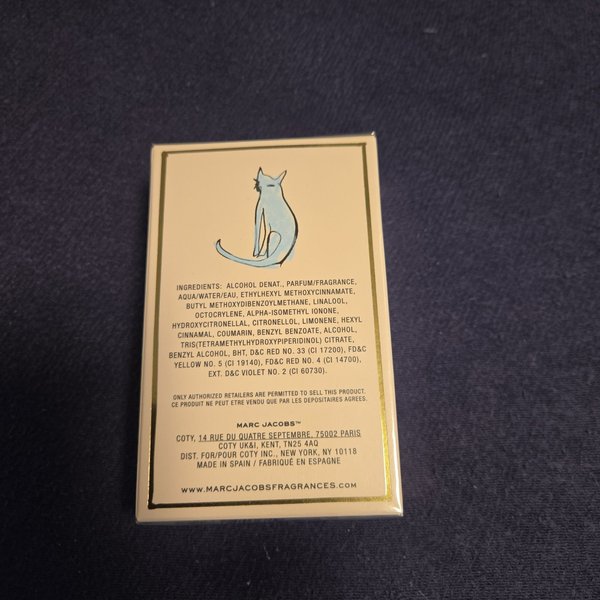 INGREDIENTS: ALCOHOL DENAT., PARFUM/FRAGRANCE,
AQUA/WATER/EAU, ETHYLHEXYL METHOXYCINNAMATE,
BUTYL METHOXYDIBENZOYLMETHANE, LINALOOL,
OCTOCRYLENE, ALPHA-ISOMETHYL IONONE,
HYDROXYCITRONELLAL, CITRONELLOL, LIMONENE, HEXYL
CINNAMAL, COUMARIN, BENZYL BENZOATE, ALCOHOL,
TRIS(TETRAMETHYLHYDROXYPIPERIDINOL) CITRATE,
BENZYL ALCOHOL, BHT, D&C RED NO. 33 (CI 17200), FD&C
YELLOW NO. 5 (CI 19140), FD&C RED NO. 4 (CI 14700),
EXT. D&C VIOLET NO. 2 (CI 60730).
ONLY AUTHORIZED RETAILERS ARE PERMITTED TO SELL THIS PRODUCT.
CE PRODUIT NE PEUT ETRE VENDU QUE PAR LES DÉPOSITAIRES AGRÉÉS.
MARC JACOBS™
COTY, 14 RUE DU QUATRE SEPTEMBRE, 75002 PARIS
COTY UK&I, KENT, TN25 4AQ
DIST. FOR/POUR COTY INC., NEW YORK, NY 10118
MADE IN SPAIN / FABRIQUÉ EN ESPAGNE
WWW.MARCJACOBSFRAGRANCES.COM